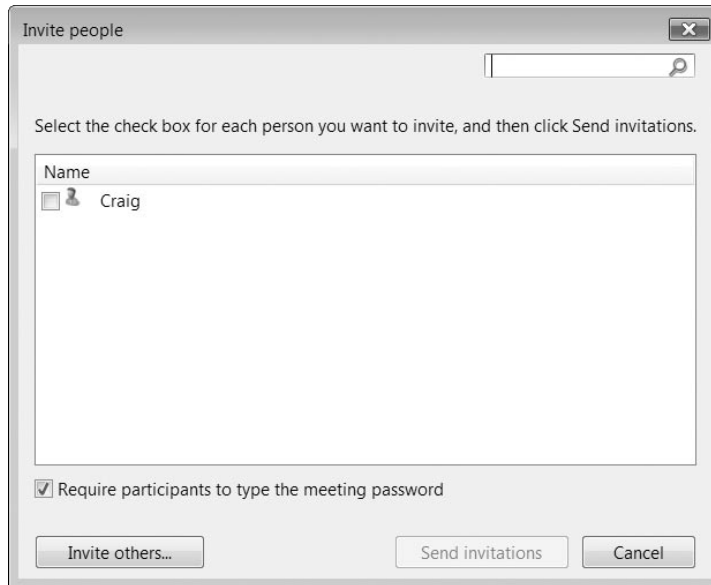 Invite people
Select the check box for each person you want to invite, and then click Send invitations.
Name
Craig
Require participants to type the meeting password
Invite others...
Send invitations
Cancel